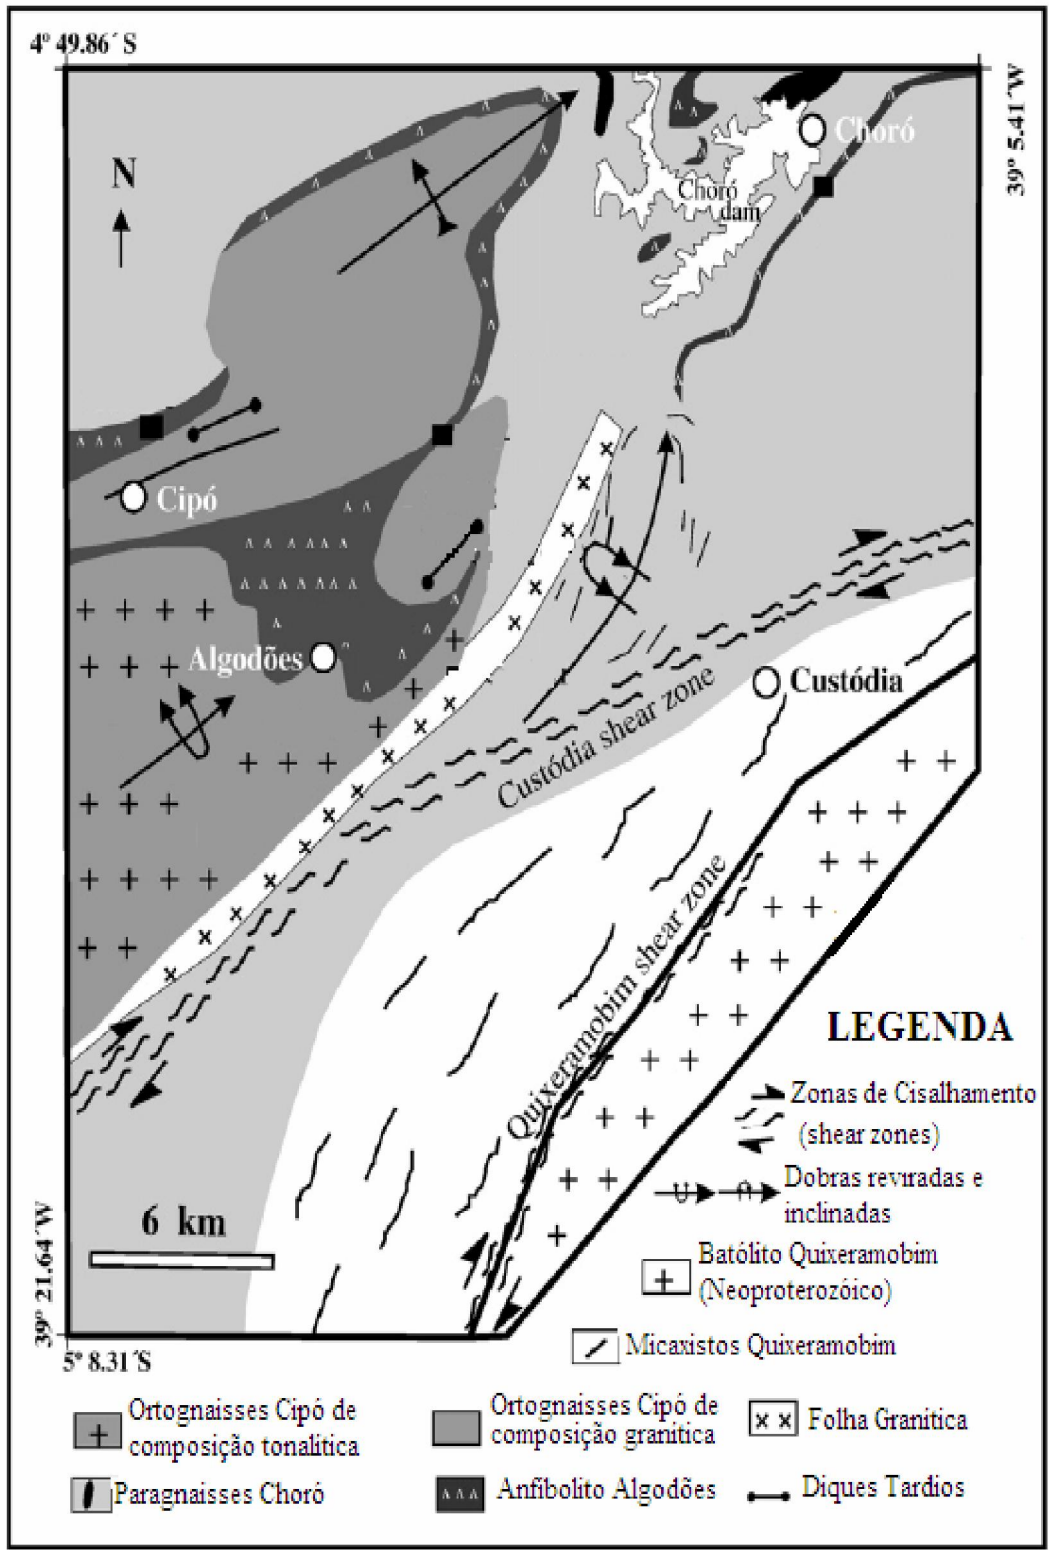 4º 49.86´ S
39º 5.41´W
N
Choró
Choró
dam
Cipó
Algodões
Custódia
Custódia shear zone
Quixeramobim shear zone
6 km
39º 21.64´W
5º 8.31´S
LEGENDA
Zonas de Cisalhamento
(shear zones)
Dobras reviradas e
inclinadas
Batólito Quixeramobim
(Neoproterozóico)
Micaxistos Quixeramobim
Ortognaisses Cipó de
composição tonalítica
Ortognaisses Cipó de
composição granítica
Folha Granítica
Paragnaisses Choró
Anfibolito Algodões
Diques Tardios